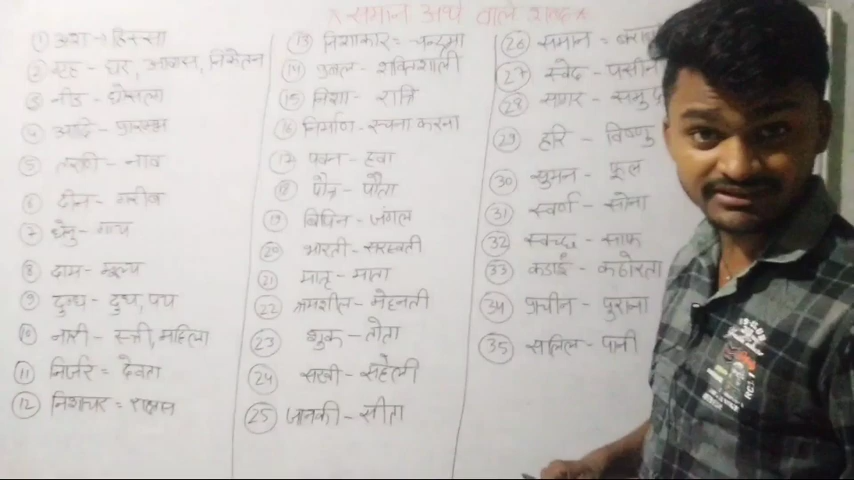 समान अर्थ वाले शब्द
(1) अंश → हिस्सा
(2) गृह - घर, आवास, निकेतन
(3) नीड - घोसला
(4) आदि - प्रारम्भ
(5) तरणी - नाव
(6) दीन - गरीब
(7) धेनु - गाय
(8) दाम - मूल्य
(9) दुग्ध - दुध, पय
(10) नारी - स्त्री, महिला
(11) निर्जर = देवता
(12) निशाचर = राक्षस
(13) निशाकार = चन्द्रमा
(14) प्रबल - शक्तिशाली
(15) निशा - रात्रि
(16) निर्माण - रचना करना
(17) पवन - हवा
(18) पौत्र - पौता
(19) बिपिन - जंगल
(20) भारती - सरस्वती
(21) मातृ - माता
(22) श्रमशील - मेहनती
(23) शुक - तोता
(24) सखी - सहेली
(25) जानकी - सीता
(26) समान =
(27) स्वेद -
(28) सागर -
(29) हरि - विष्णु
(30) सुमन - फूल
(31) स्वर्ण - सोना
(32) स्वच्छ - साफ
(33) कडाई - कठोरता
(34) प्राचीन - पुराना
(35) सलिल - पानी